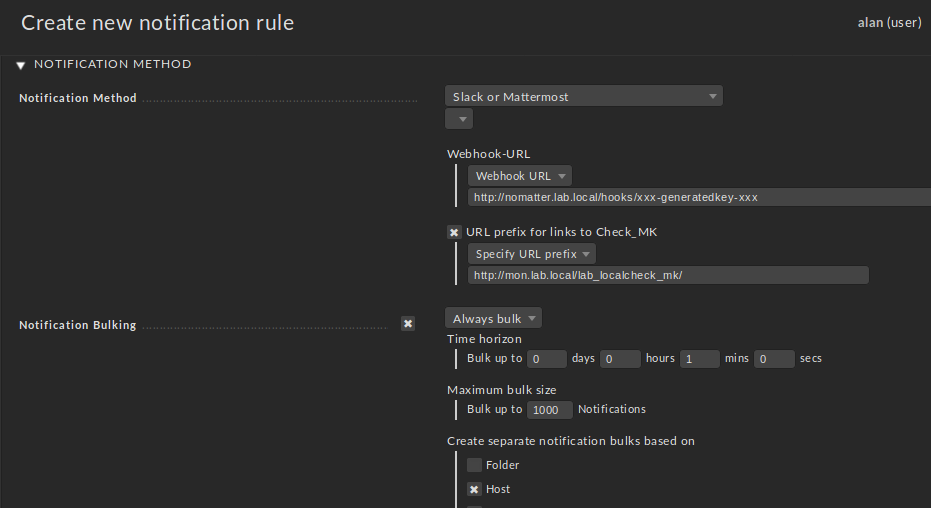 Create new notification rule
alan (user)
NOTIFICATION METHOD
Notification Method
Slack or Mattermost
Webhook-URL
Webhook URL
http://nomatter.lab.local/hooks/xxx-generatedkey-xxx
URL prefix for links to Check_MK
Specify URL prefix
http://mon.lab.local/lab_localcheck_mk/
Notification Bulking
Always bulk
Time horizon
Bulk up to 0 days 0 hours 1 mins 0 secs
Maximum bulk size
Bulk up to 1000 Notifications
Create separate notification bulks based on
Folder
Host